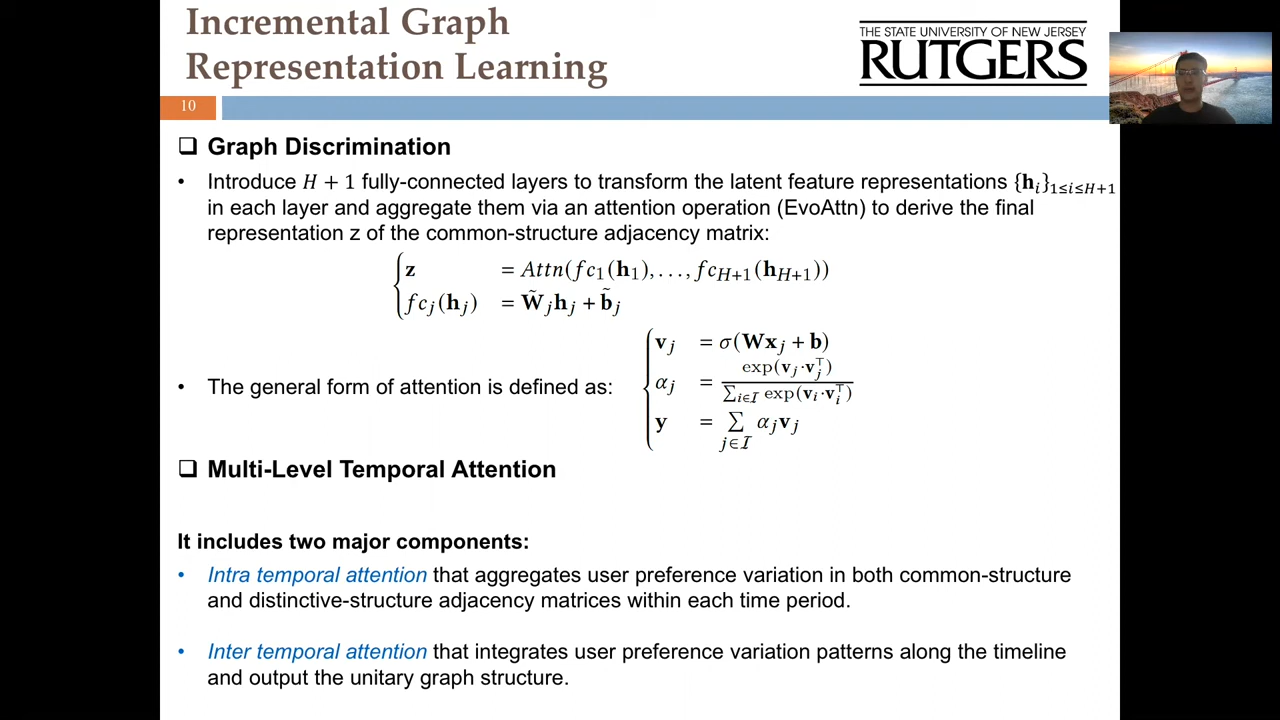 Incremental Graph
Representation Learning
THE STATE UNIVERSITY OF NEW JERSEY
RUTGERS
10
❑ Graph Discrimination
• Introduce H + 1 fully-connected layers to transform the latent feature representations {h_i}_{1≤i≤H+1}
in each layer and aggregate them via an attention operation (EvoAttn) to derive the final
representation z of the common-structure adjacency matrix:
z = Attn(fc_1(h_1), . . . , fc_{H+1}(h_{H+1}))
fc_j(h_j) = W̃_j h_j + b̃_j
v_j = σ(Wx_j + b)
• The general form of attention is defined as: α_j = exp(v_j·v_j^⊤) / ∑_{i∈I} exp(v_i·v_i^⊤)
y = ∑_{j∈I} α_j v_j
❑ Multi-Level Temporal Attention
It includes two major components:
• Intra temporal attention that aggregates user preference variation in both common-structure
and distinctive-structure adjacency matrices within each time period.
• Inter temporal attention that integrates user preference variation patterns along the timeline
and output the unitary graph structure.